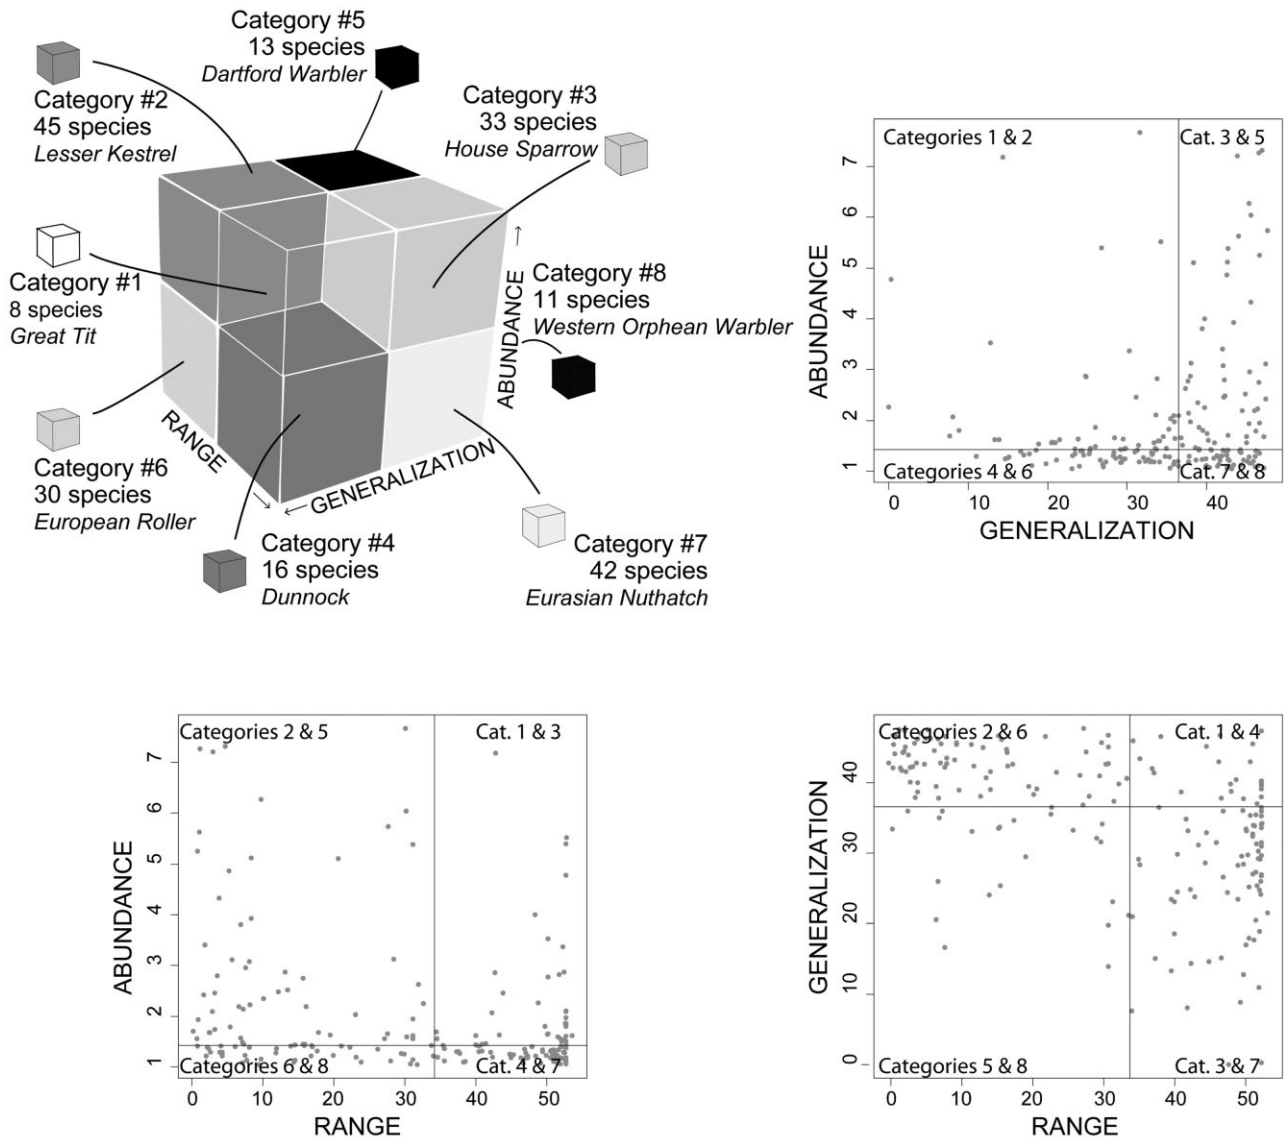 Category #5
13 species
Dartford Warbler
Category #2
45 species
Lesser Kestrel
Category #3
33 species
House Sparrow
Category #1
8 species
Great Tit
Category #8
11 species
Western Orphean Warbler
ABUNDANCE
RANGE
GENERALIZATION
Category #6
30 species
European Roller
Category #4
16 species
Dunnock
Category #7
42 species
Eurasian Nuthatch
Categories 1 & 2 Cat. 3 & 5
7
6
5
4
3
2
1
ABUNDANCE
Categories 4 & 6 Cat. 7 & 8
0 10 20 30 40
GENERALIZATION
Categories 2 & 5 Cat. 1 & 3
7
6
5
4
3
2
1
ABUNDANCE
Categories 6 & 8 Cat. 4 & 7
0 10 20 30 40 50
RANGE
Categories 2 & 6 Cat. 1 & 4
40
30
20
10
0
GENERALIZATION
Categories 5 & 8 Cat. 3 & 7
0 10 20 30 40 50
RANGE